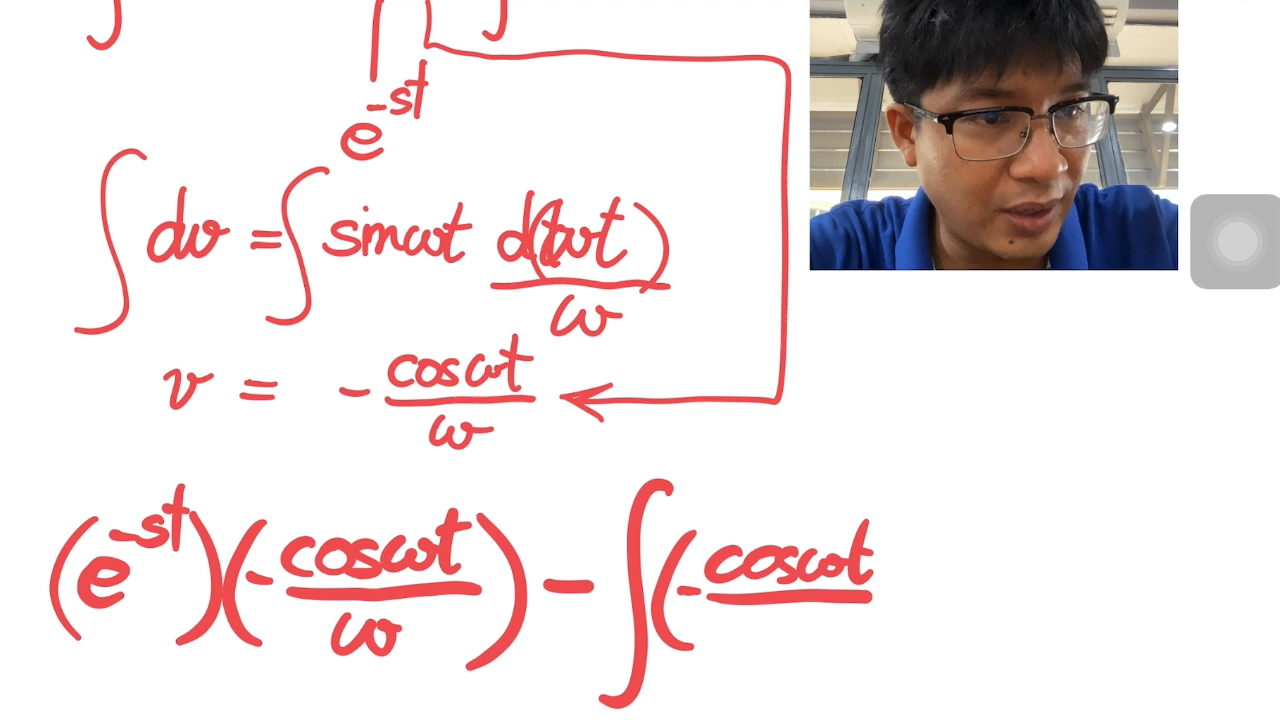 ∫ ∫
e^{-st}
∫ dv = ∫ sinωt d(ωt)/ω
v = - cosωt/ω
(e^{-st})(- cosωt/ω) - ∫(- cosωt